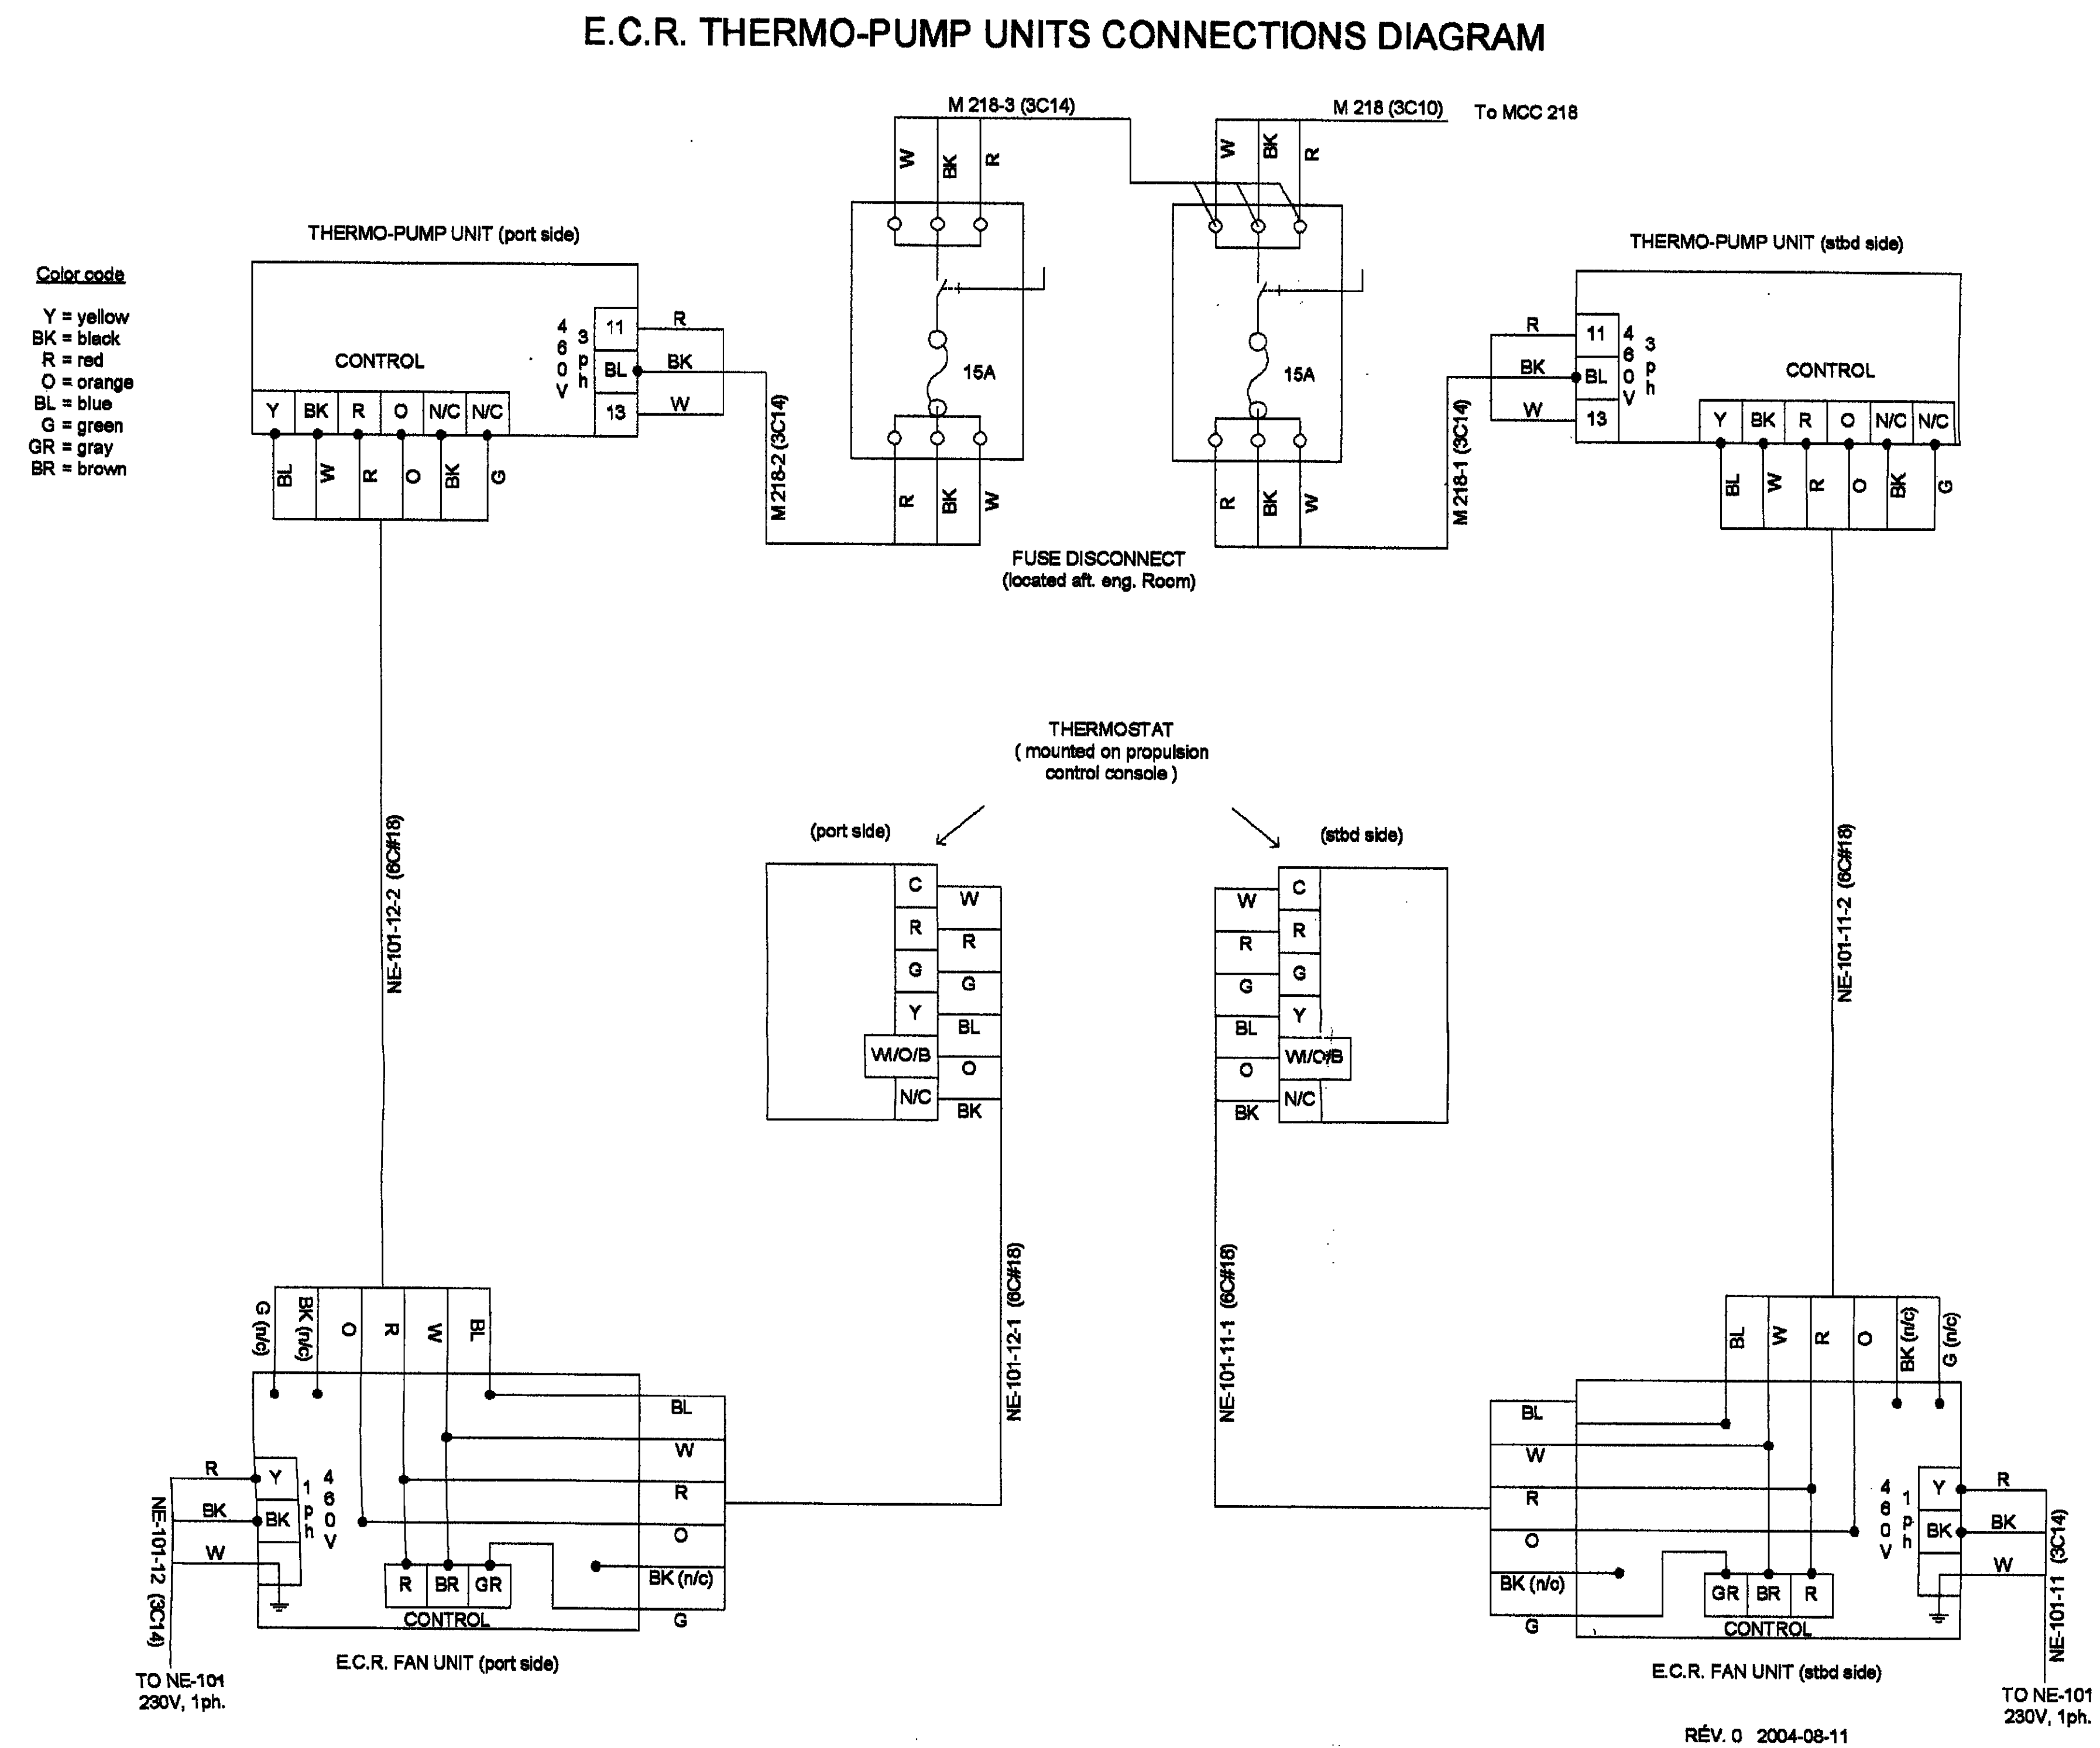 E.C.R. THERMO-PUMP UNITS CONNECTIONS DIAGRAM
M 218-3 (3C14)
M 218 (3C10)
To MCC 218
W
BK
R
W
BK
R
THERMO-PUMP UNIT (port side)
THERMO-PUMP UNIT (stbd side)
Color code
Y = yellow
BK = black
R = red
O = orange
BL = blue
G = green
GR = gray
BR = brown
CONTROL
460V
3ph
11
BL
13
R
BK
W
Y
BK
R
O
N/C
N/C
BL
W
R
O
BK
G
M 218-2 (3C14)
15A
R
BK
W
15A
R
BK
W
M 218-1 (3C14)
R
BK
W
11
BL
13
460V
3ph
CONTROL
Y
BK
R
O
N/C
N/C
BL
W
R
O
BK
G
FUSE DISCONNECT
(located aft. eng. Room)
THERMOSTAT
( mounted on propulsion
control console )
(port side)
(stbd side)
NE-101-12-2 (6C#18)
NE-101-11-2 (6C#18)
C
R
G
Y
W/O/B
N/C
W
R
G
BL
O
BK
W
R
G
BL
O
BK
C
R
G
Y
W/O/B
N/C
NE-101-12-1 (6C#18)
NE-101-11-1 (6C#18)
G (n/c)
BK (n/c)
O
R
W
BL
BL
W
R
O
BK (n/c)
G
R
BK
W
Y
BK
1ph
460V
R
BR
GR
CONTROL
NE-101-12 (3C14)
E.C.R. FAN UNIT (port side)
TO NE-101
230V, 1ph.
BL
W
R
O
BK (n/c)
G (n/c)
BL
W
R
O
BK (n/c)
G
460V
1ph
Y
BK
R
BK
W
GR
BR
R
CONTROL
NE-101-11 (3C14)
E.C.R. FAN UNIT (stbd side)
TO NE-101
230V, 1ph.
RÉV. 0 2004-08-11